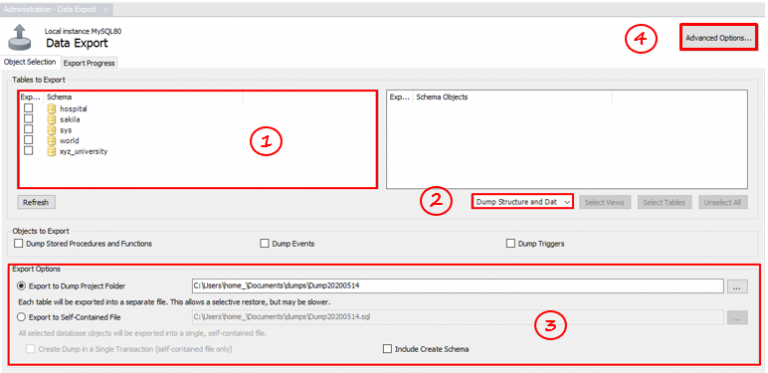 Administration - Data Export
Local instance MySQL80
Data Export
4
Advanced Options...
Object Selection Export Progress
Tables to Export
Exp... Schema
hospital
sakila
sys
world
xyz_university
1
Exp... Schema Objects
Refresh
2
Dump Structure and Dat
Select Views
Select Tables
Unselect All
Objects to Export
Dump Stored Procedures and Functions
Dump Events
Dump Triggers
Export Options
Export to Dump Project Folder
C:\Users\home_\Documents\dumps\Dump20200514
...
Each table will be exported into a separate file. This allows a selective restore, but may be slower.
Export to Self-Contained File
C:\Users\home_\Documents\dumps\Dump20200514.sql
...
3
All selected database objects will be exported into a single, self-contained file.
Create Dump in a Single Transaction (self-contained file only)
Include Create Schema